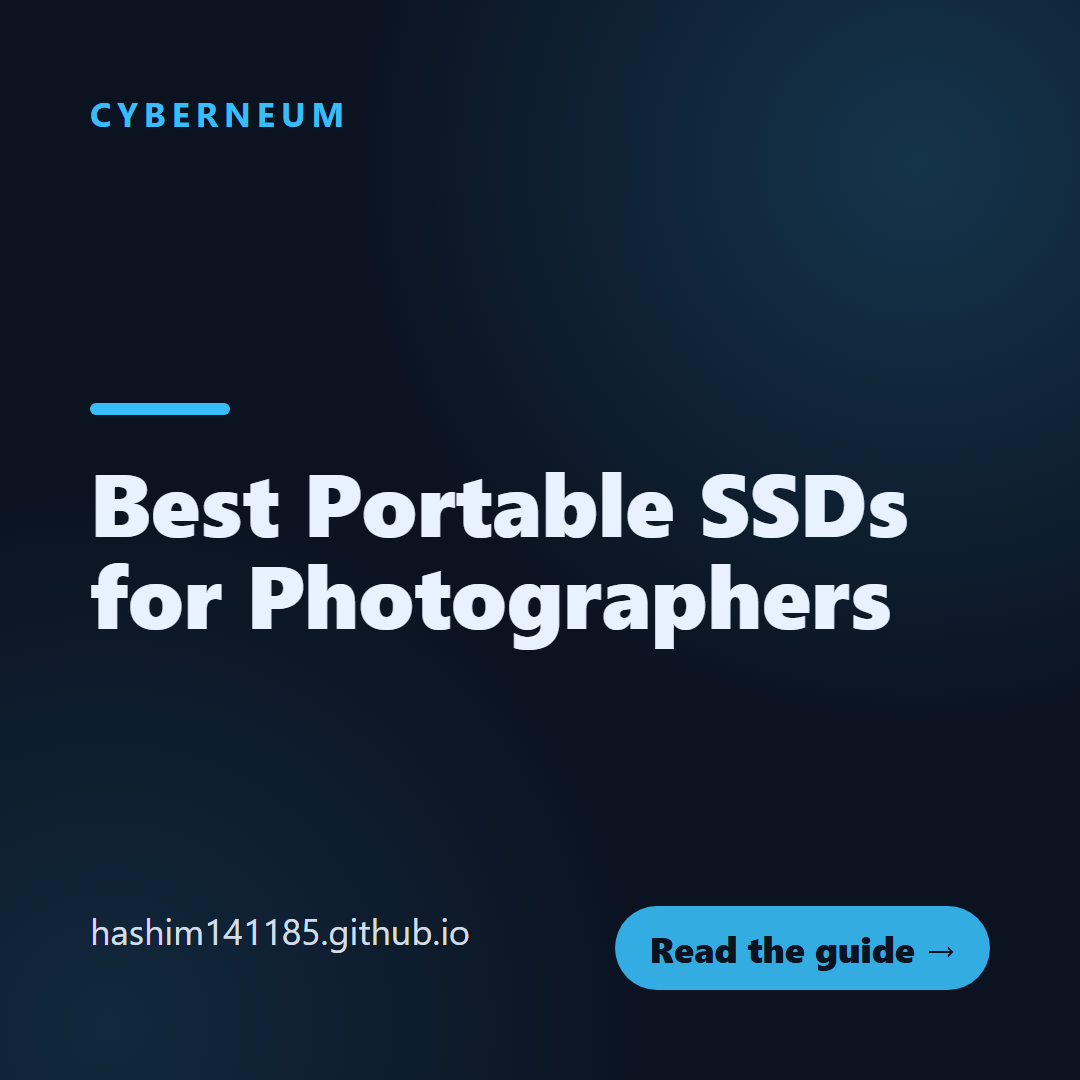 CYBERNEUM
Best Portable SSDs
for Photographers
hashim141185.github.io
Read the guide →